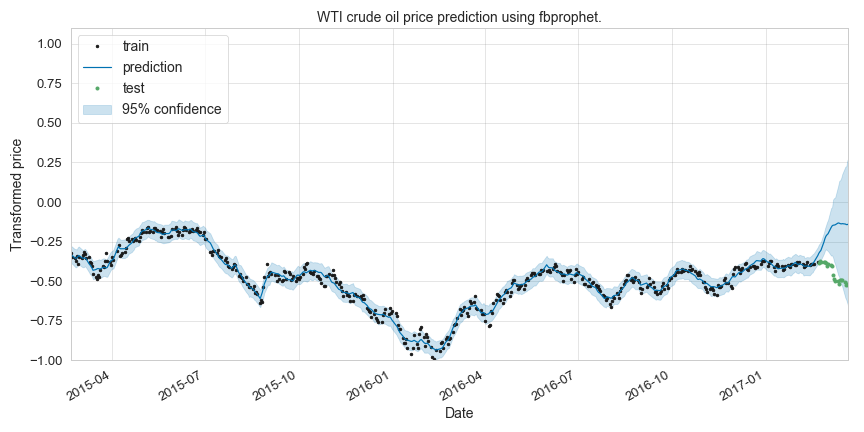 WTI crude oil price prediction using fbprophet.
train
prediction
test
95% confidence
1.00
0.75
0.50
0.25
0.00
−0.25
−0.50
−0.75
−1.00
Transformed price
2015-04
2015-07
2015-10
2016-01
2016-04
2016-07
2016-10
2017-01
Date